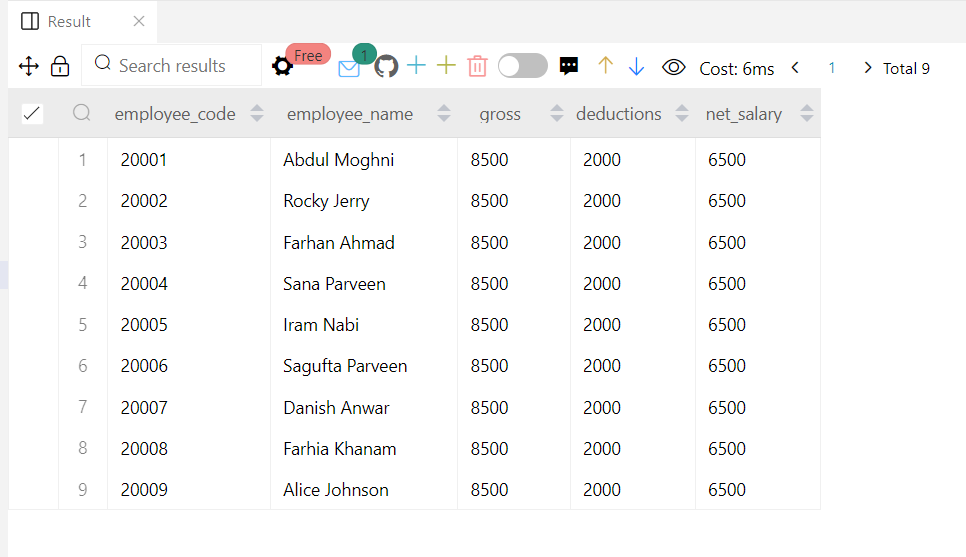 Result
Search results Free 1 Cost: 6ms 1 Total 9
employee_code employee_name gross deductions net_salary
1 20001 Abdul Moghni 8500 2000 6500
2 20002 Rocky Jerry 8500 2000 6500
3 20003 Farhan Ahmad 8500 2000 6500
4 20004 Sana Parveen 8500 2000 6500
5 20005 Iram Nabi 8500 2000 6500
6 20006 Sagufta Parveen 8500 2000 6500
7 20007 Danish Anwar 8500 2000 6500
8 20008 Farhia Khanam 8500 2000 6500
9 20009 Alice Johnson 8500 2000 6500